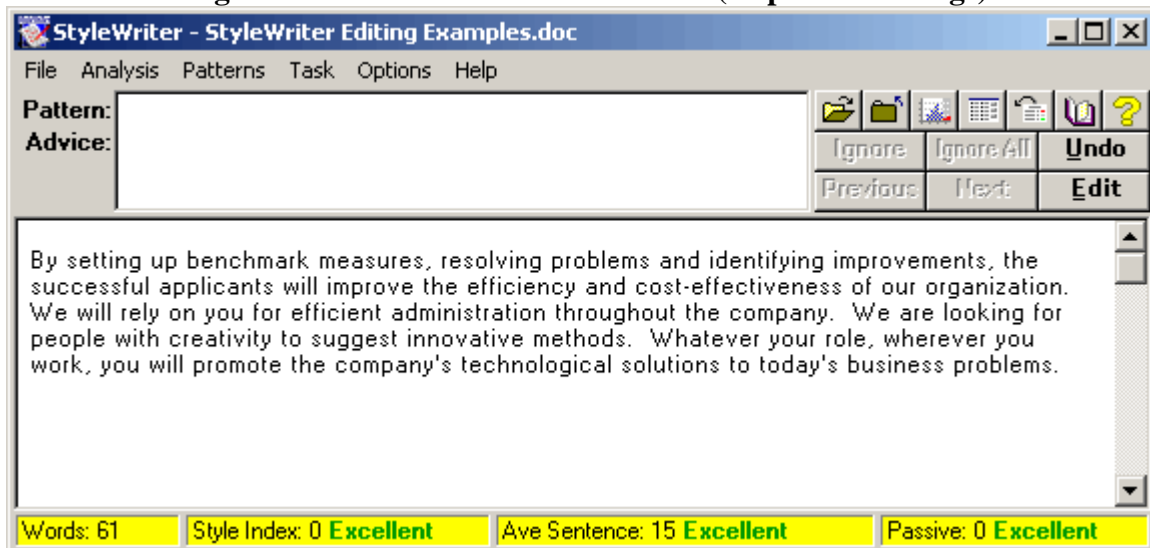 StyleWriter - StyleWriter Editing Examples.doc
File Analysis Patterns Task Options Help
Pattern:
Advice:
Ignore Ignore All Undo
Previous Next Edit
By setting up benchmark measures, resolving problems and identifying improvements, the
successful applicants will improve the efficiency and cost-effectiveness of our organization.
We will rely on you for efficient administration throughout the company. We are looking for
people with creativity to suggest innovative methods. Whatever your role, wherever you
work, you will promote the company's technological solutions to today's business problems.
Words: 61 Style Index: 0 Excellent Ave Sentence: 15 Excellent Passive: 0 Excellent